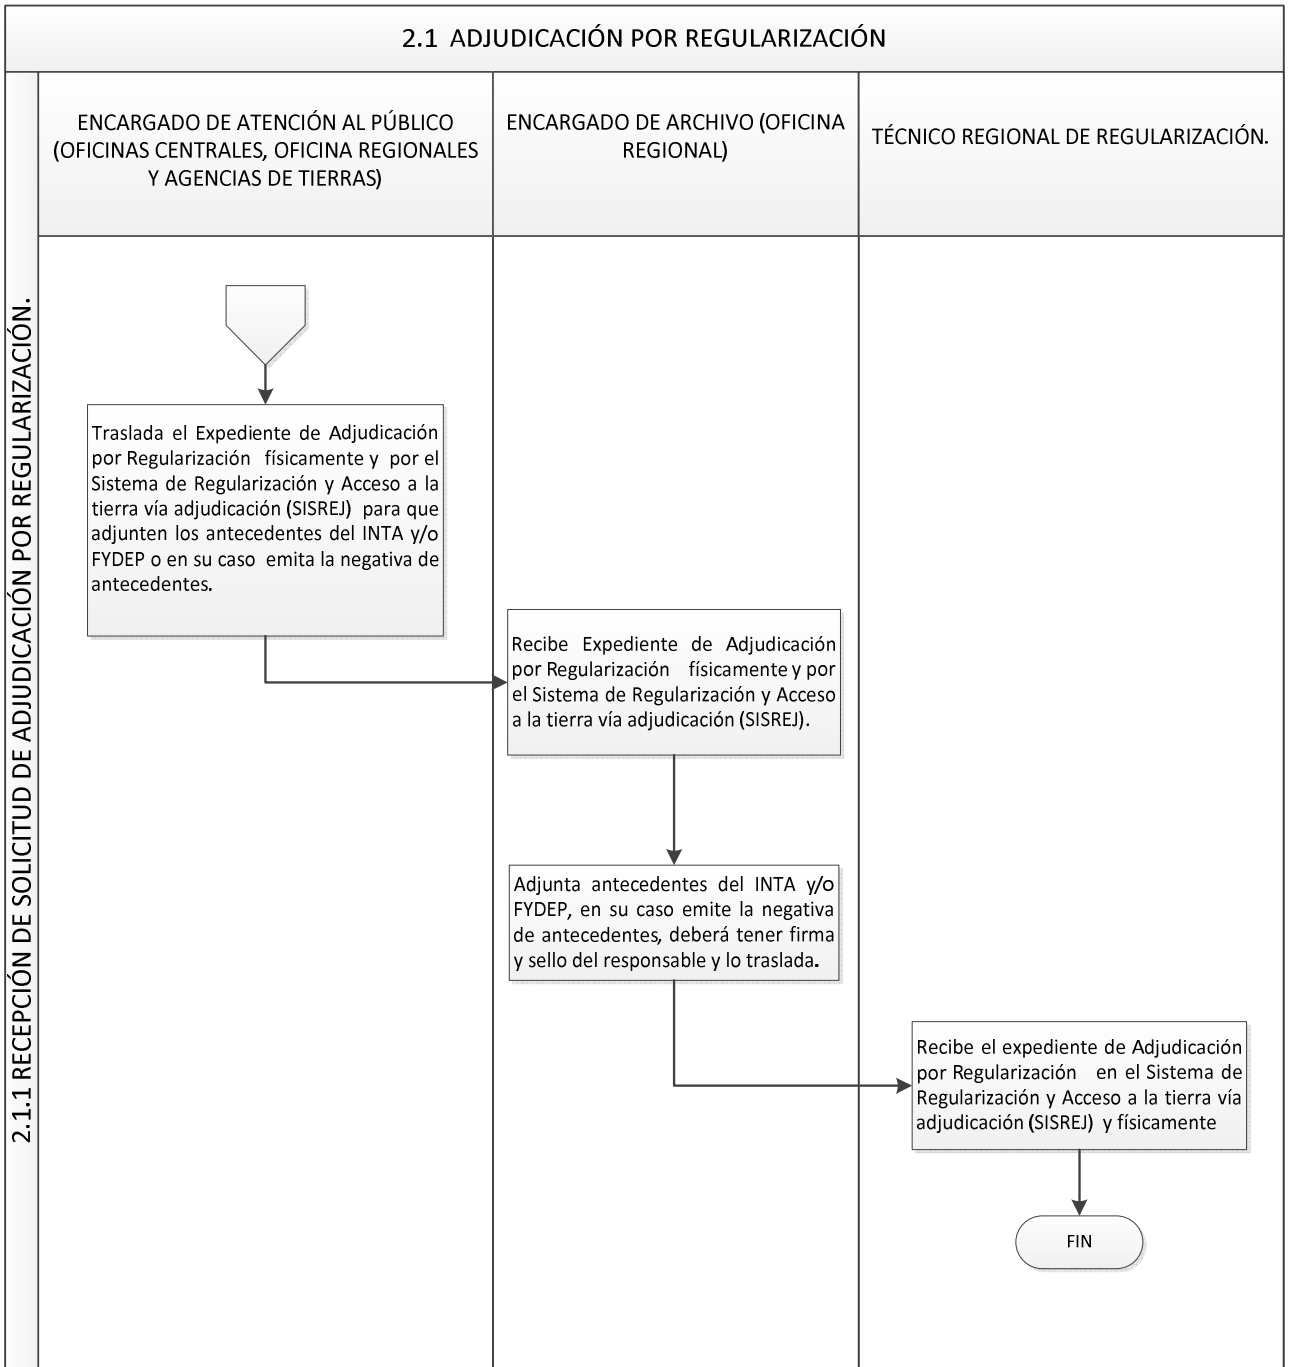 2.1 ADJUDICACIÓN POR REGULARIZACIÓN
2.1.1 RECEPCIÓN DE SOLICITUD DE ADJUDICACIÓN POR REGULARIZACIÓN.
ENCARGADO DE ATENCIÓN AL PÚBLICO
(OFICINAS CENTRALES, OFICINA REGIONALES
Y AGENCIAS DE TIERRAS)
ENCARGADO DE ARCHIVO (OFICINA
REGIONAL)
TÉCNICO REGIONAL DE REGULARIZACIÓN.
Traslada el Expediente de Adjudicación
por Regularización físicamente y por el
Sistema de Regularización y Acceso a la
tierra vía adjudicación (SISREJ) para que
adjunten los antecedentes del INTA y/o
FYDEP o en su caso emita la negativa de
antecedentes.
Recibe Expediente de Adjudicación
por Regularización físicamente y por
el Sistema de Regularización y Acceso
a la tierra vía adjudicación (SISREJ).
Adjunta antecedentes del INTA y/o
FYDEP, en su caso emite la negativa
de antecedentes, deberá tener firma
y sello del responsable y lo traslada.
Recibe el expediente de Adjudicación
por Regularización en el Sistema de
Regularización y Acceso a la tierra vía
adjudicación (SISREJ) y físicamente
FIN